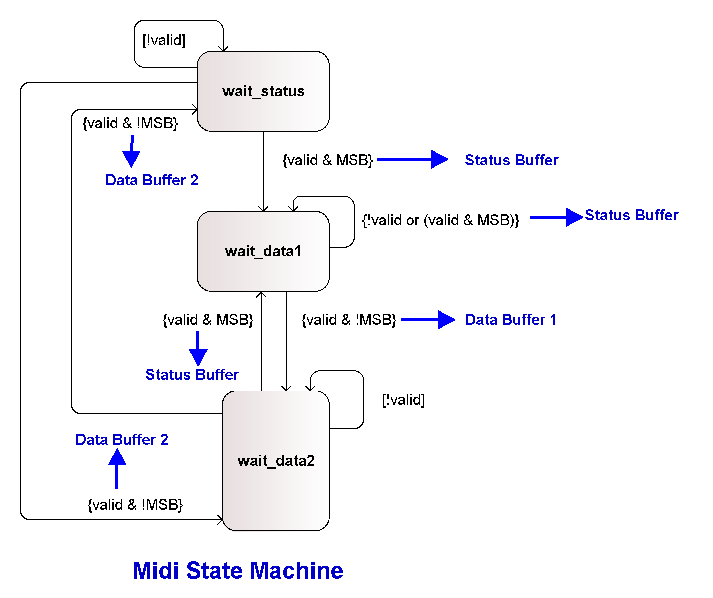 [!valid]
wait_status
{valid & !MSB}
Data Buffer 2
{valid & MSB}
Status Buffer
{!valid or (valid & MSB)}
Status Buffer
wait_data1
{valid & MSB}
Status Buffer
{valid & !MSB}
Data Buffer 1
[!valid]
Data Buffer 2
wait_data2
{valid & !MSB}
Midi State Machine